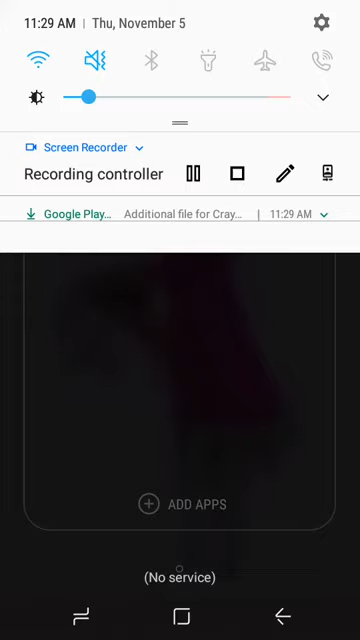 11:29 AM | Thu, November 5
Screen Recorder
Recording controller
Google Play... Additional file for Cray... | 11:29 AM
ADD APPS
(No service)